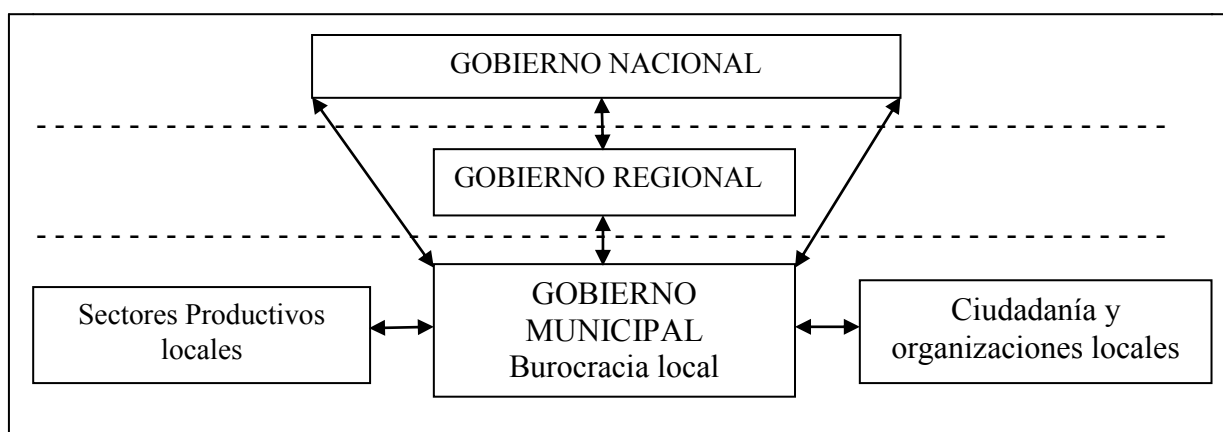 GOBIERNO NACIONAL
GOBIERNO REGIONAL
Sectores Productivos
locales
GOBIERNO
MUNICIPAL
Burocracia local
Ciudadanía y
organizaciones locales